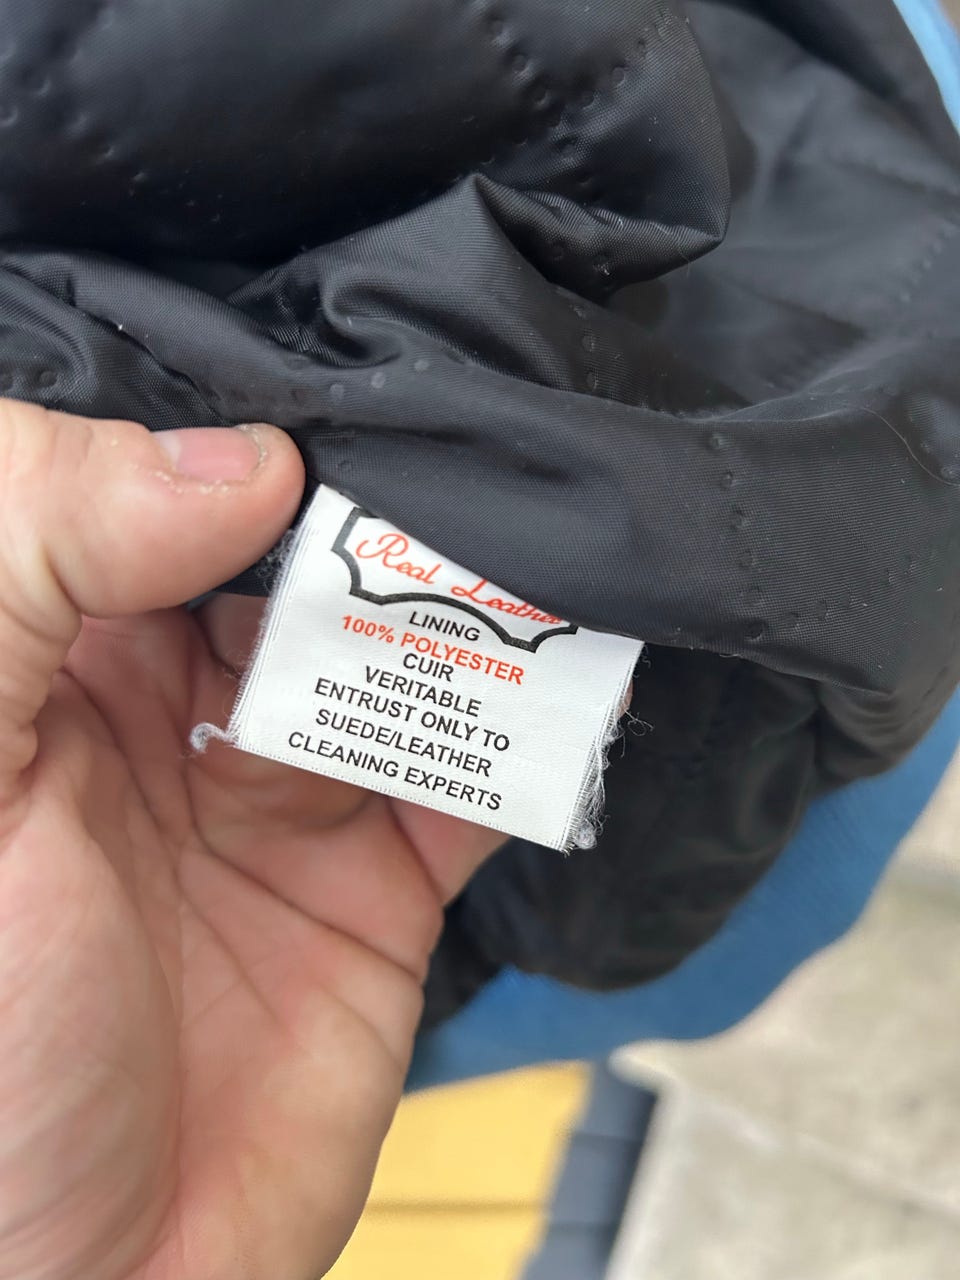 Real Leather
LINING
100% POLYESTER
CUIR
VERITABLE
ENTRUST ONLY TO
SUEDE/LEATHER
CLEANING EXPERTS